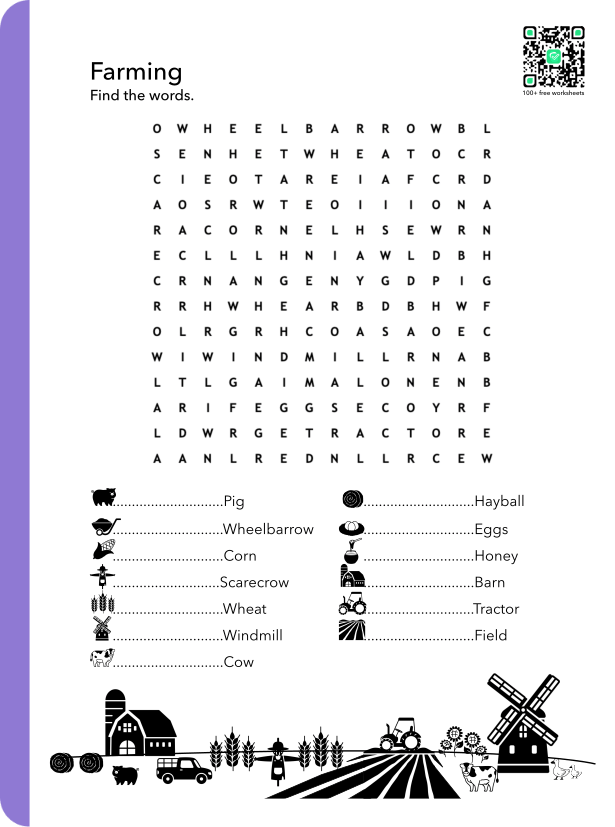 100+ free worksheets
Farming
Find the words.
O W H E E L B A R R O W B L
S E N H E T W H E A T O C R
C I E O T A R E I A F C R D
A O S R W T E O I I I O N A
R A C O R N E L H S E W R N
E C L L L H N I A W L D B H
C R N A N G E N Y G D P I G
R R H W H E A R B D B H W F
O L R G R H C O A S A O E C
W I W I N D M I L L R N A B
L T L G A I M A L O N E N B
A R I F E G G S E C O Y R F
L D W R G E T R A C T O R E
A A N L R E D N L L R C E W
..............................Pig
..............................Wheelbarrow
..............................Corn
..............................Scarecrow
..............................Wheat
..............................Windmill
..............................Cow
..............................Hayball
..............................Eggs
..............................Honey
..............................Barn
..............................Tractor
..............................Field